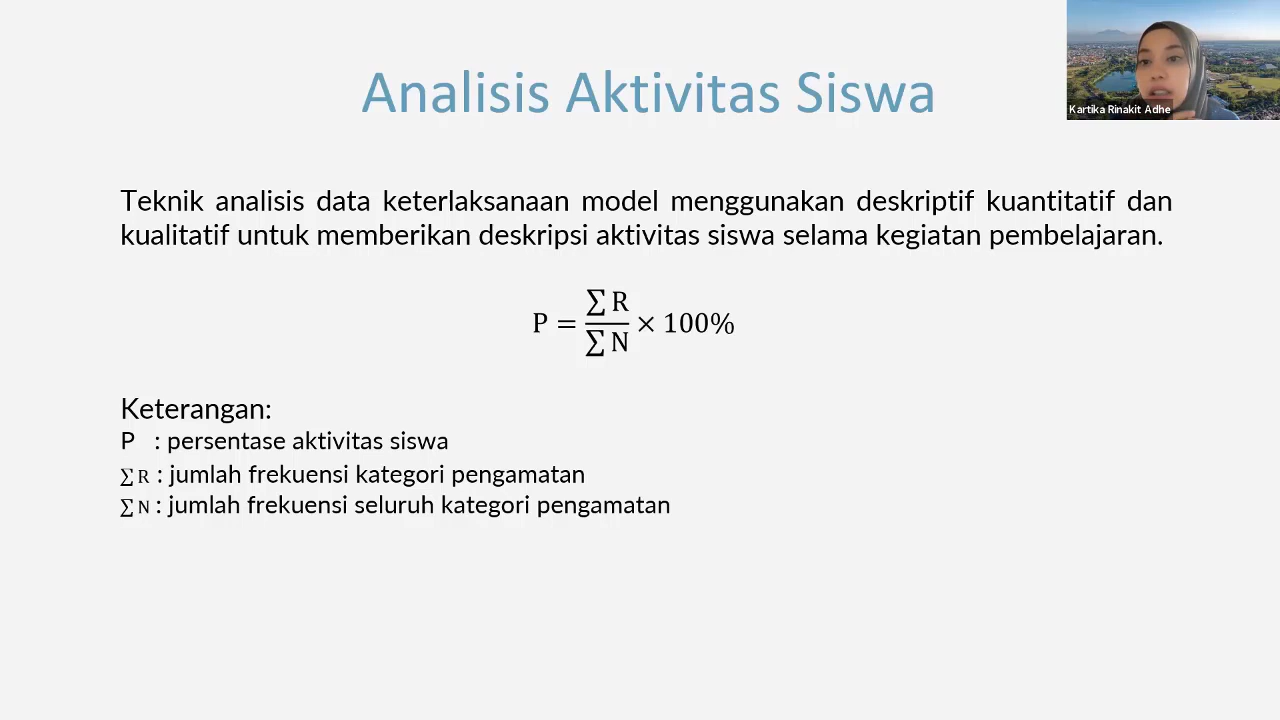 Analisis Aktivitas Siswa
Kartika Rinakit Adhe
Teknik analisis data keterlaksanaan model menggunakan deskriptif kuantitatif dan
kualitatif untuk memberikan deskripsi aktivitas siswa selama kegiatan pembelajaran.
P = ∑ R / ∑ N × 100%
Keterangan:
P : persentase aktivitas siswa
∑ R : jumlah frekuensi kategori pengamatan
∑ N : jumlah frekuensi seluruh kategori pengamatan